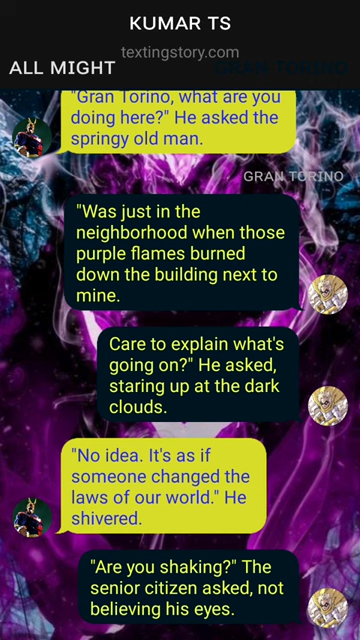 KUMAR TS
textingstory.com
ALL MIGHT
GRAN TORINO
"Gran Torino, what are you
doing here?" He asked the
springy old man.
GRAN TORINO
"Was just in the
neighborhood when those
purple flames burned
down the building next to
mine.
Care to explain what's
going on?" He asked,
staring up at the dark
clouds.
"No idea. It's as if
someone changed the
laws of our world." He
shivered.
"Are you shaking?" The
senior citizen asked, not
believing his eyes.